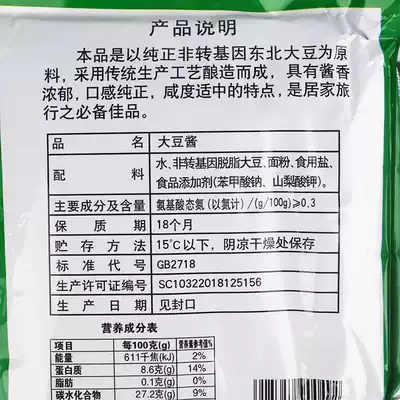 产品说明
本品是以纯正非转基因东北大豆为原
料，采用传统生产工艺酿造而成，具有酱香
浓郁，口感纯正，咸度适中的特点，是居家旅
行之必备佳品。
品名 大豆酱
配料 水、非转基因脱脂大豆、面粉、食用盐、
食品添加剂(苯甲酸钠、山梨酸钾)。
主要成分及含量 氨基酸态氮(以氮计)/(g/100g)≥0.3
保质期 18个月
贮存方法 15℃以下，阴凉干燥处保存
标准代号 GB2718
生产许可证编号 SC10322018125156
生产日期 见封口
营养成分表
项目 每100克(g) 营养素参考值%
能量 611千焦(kJ) 2%
蛋白质 8.6克(g) 14%
脂肪 0.1克(g) 0%
碳水化合物 27.2克(g) 9%